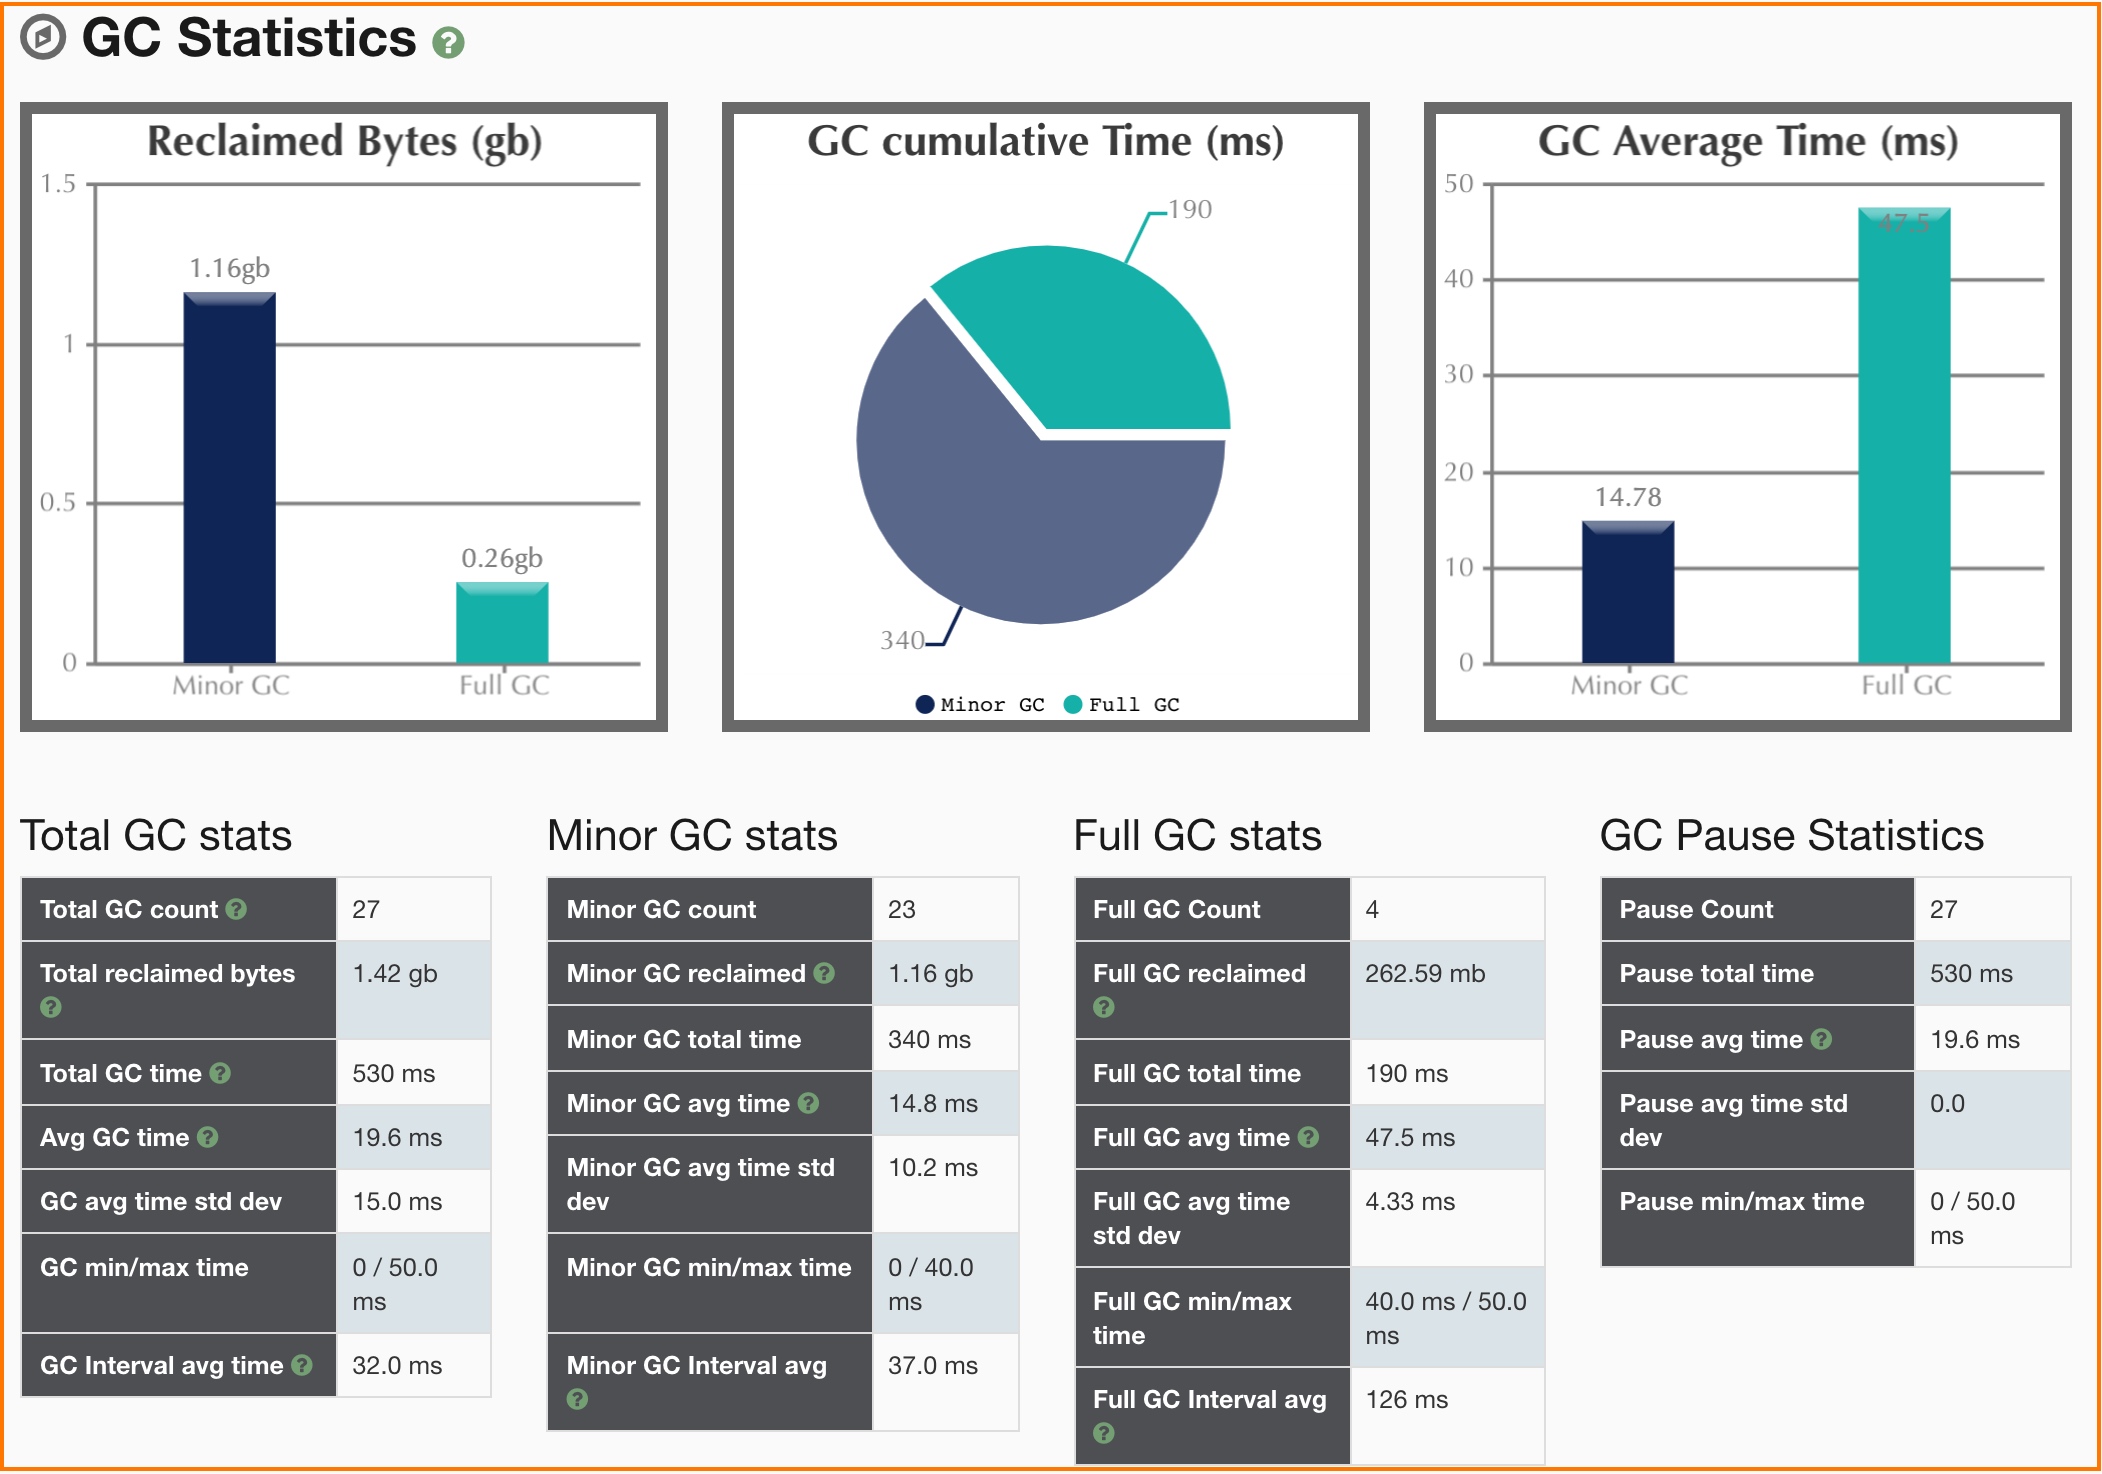 GC Statistics ?
Reclaimed Bytes (gb)
1.5
1
0.5
0
1.16gb
0.26gb
Minor GC
Full GC
GC cumulative Time (ms)
190
340
Minor GC
Full GC
GC Average Time (ms)
50
40
30
20
10
0
14.78
47.5
Minor GC
Full GC
Total GC stats
Total GC count ? 27
Total reclaimed bytes 1.42 gb
?
Total GC time ? 530 ms
Avg GC time ? 19.6 ms
GC avg time std dev 15.0 ms
GC min/max time 0 / 50.0
ms
GC Interval avg time ? 32.0 ms
Minor GC stats
Minor GC count 23
Minor GC reclaimed ? 1.16 gb
Minor GC total time 340 ms
Minor GC avg time ? 14.8 ms
Minor GC avg time std 10.2 ms
dev
Minor GC min/max time 0 / 40.0
ms
Minor GC Interval avg 37.0 ms
?
Full GC stats
Full GC Count 4
Full GC reclaimed 262.59 mb
?
Full GC total time 190 ms
Full GC avg time ? 47.5 ms
Full GC avg time 4.33 ms
std dev
Full GC min/max 40.0 ms / 50.0
time ms
Full GC Interval avg 126 ms
?
GC Pause Statistics
Pause Count 27
Pause total time 530 ms
Pause avg time ? 19.6 ms
Pause avg time std 0.0
dev
Pause min/max time 0 / 50.0
ms